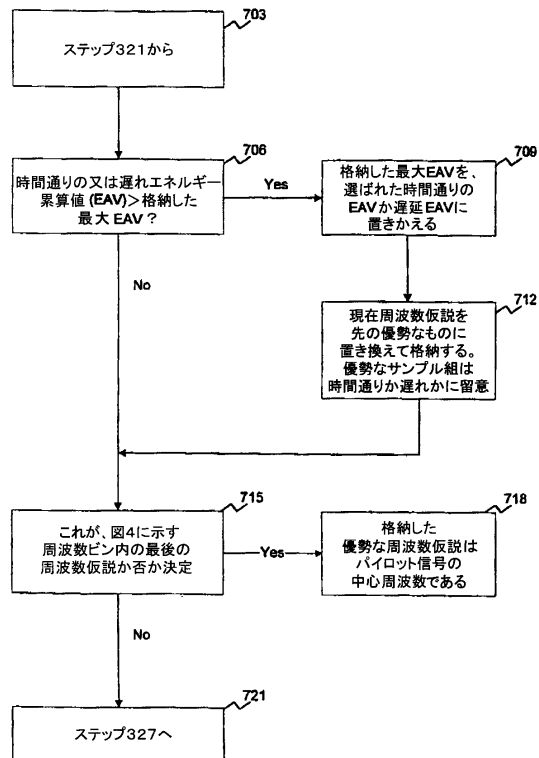 703
ステップ321から
706
時間通りの又は遅れエネルギー
累算値(EAV)>格納した
最大EAV?
Yes
709
格納した最大EAVを、
選ばれた時間通りの
EAVか遅延EAVに
置きかえる
No
712
現在周波数仮説を
先の優勢なものに
置き換えて格納する。
優勢なサンプル組は
時間通りか遅れかに留意
715
これが、図4に示す
周波数ビン内の最後の
周波数仮説か否か決定
Yes
718
格納した
優勢な周波数仮説は
パイロット信号の
中心周波数である
No
721
ステップ327へ